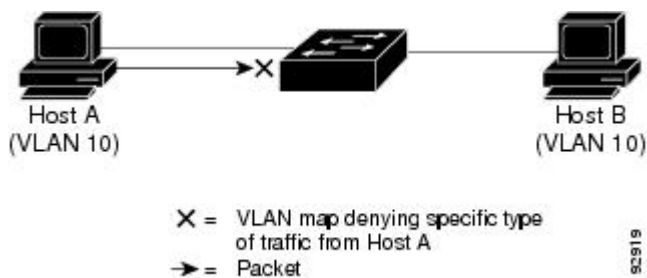 Host A
(VLAN 10)
Host B
(VLAN 10)
X = VLAN map denying specific type
of traffic from Host A
→ = Packet
92919